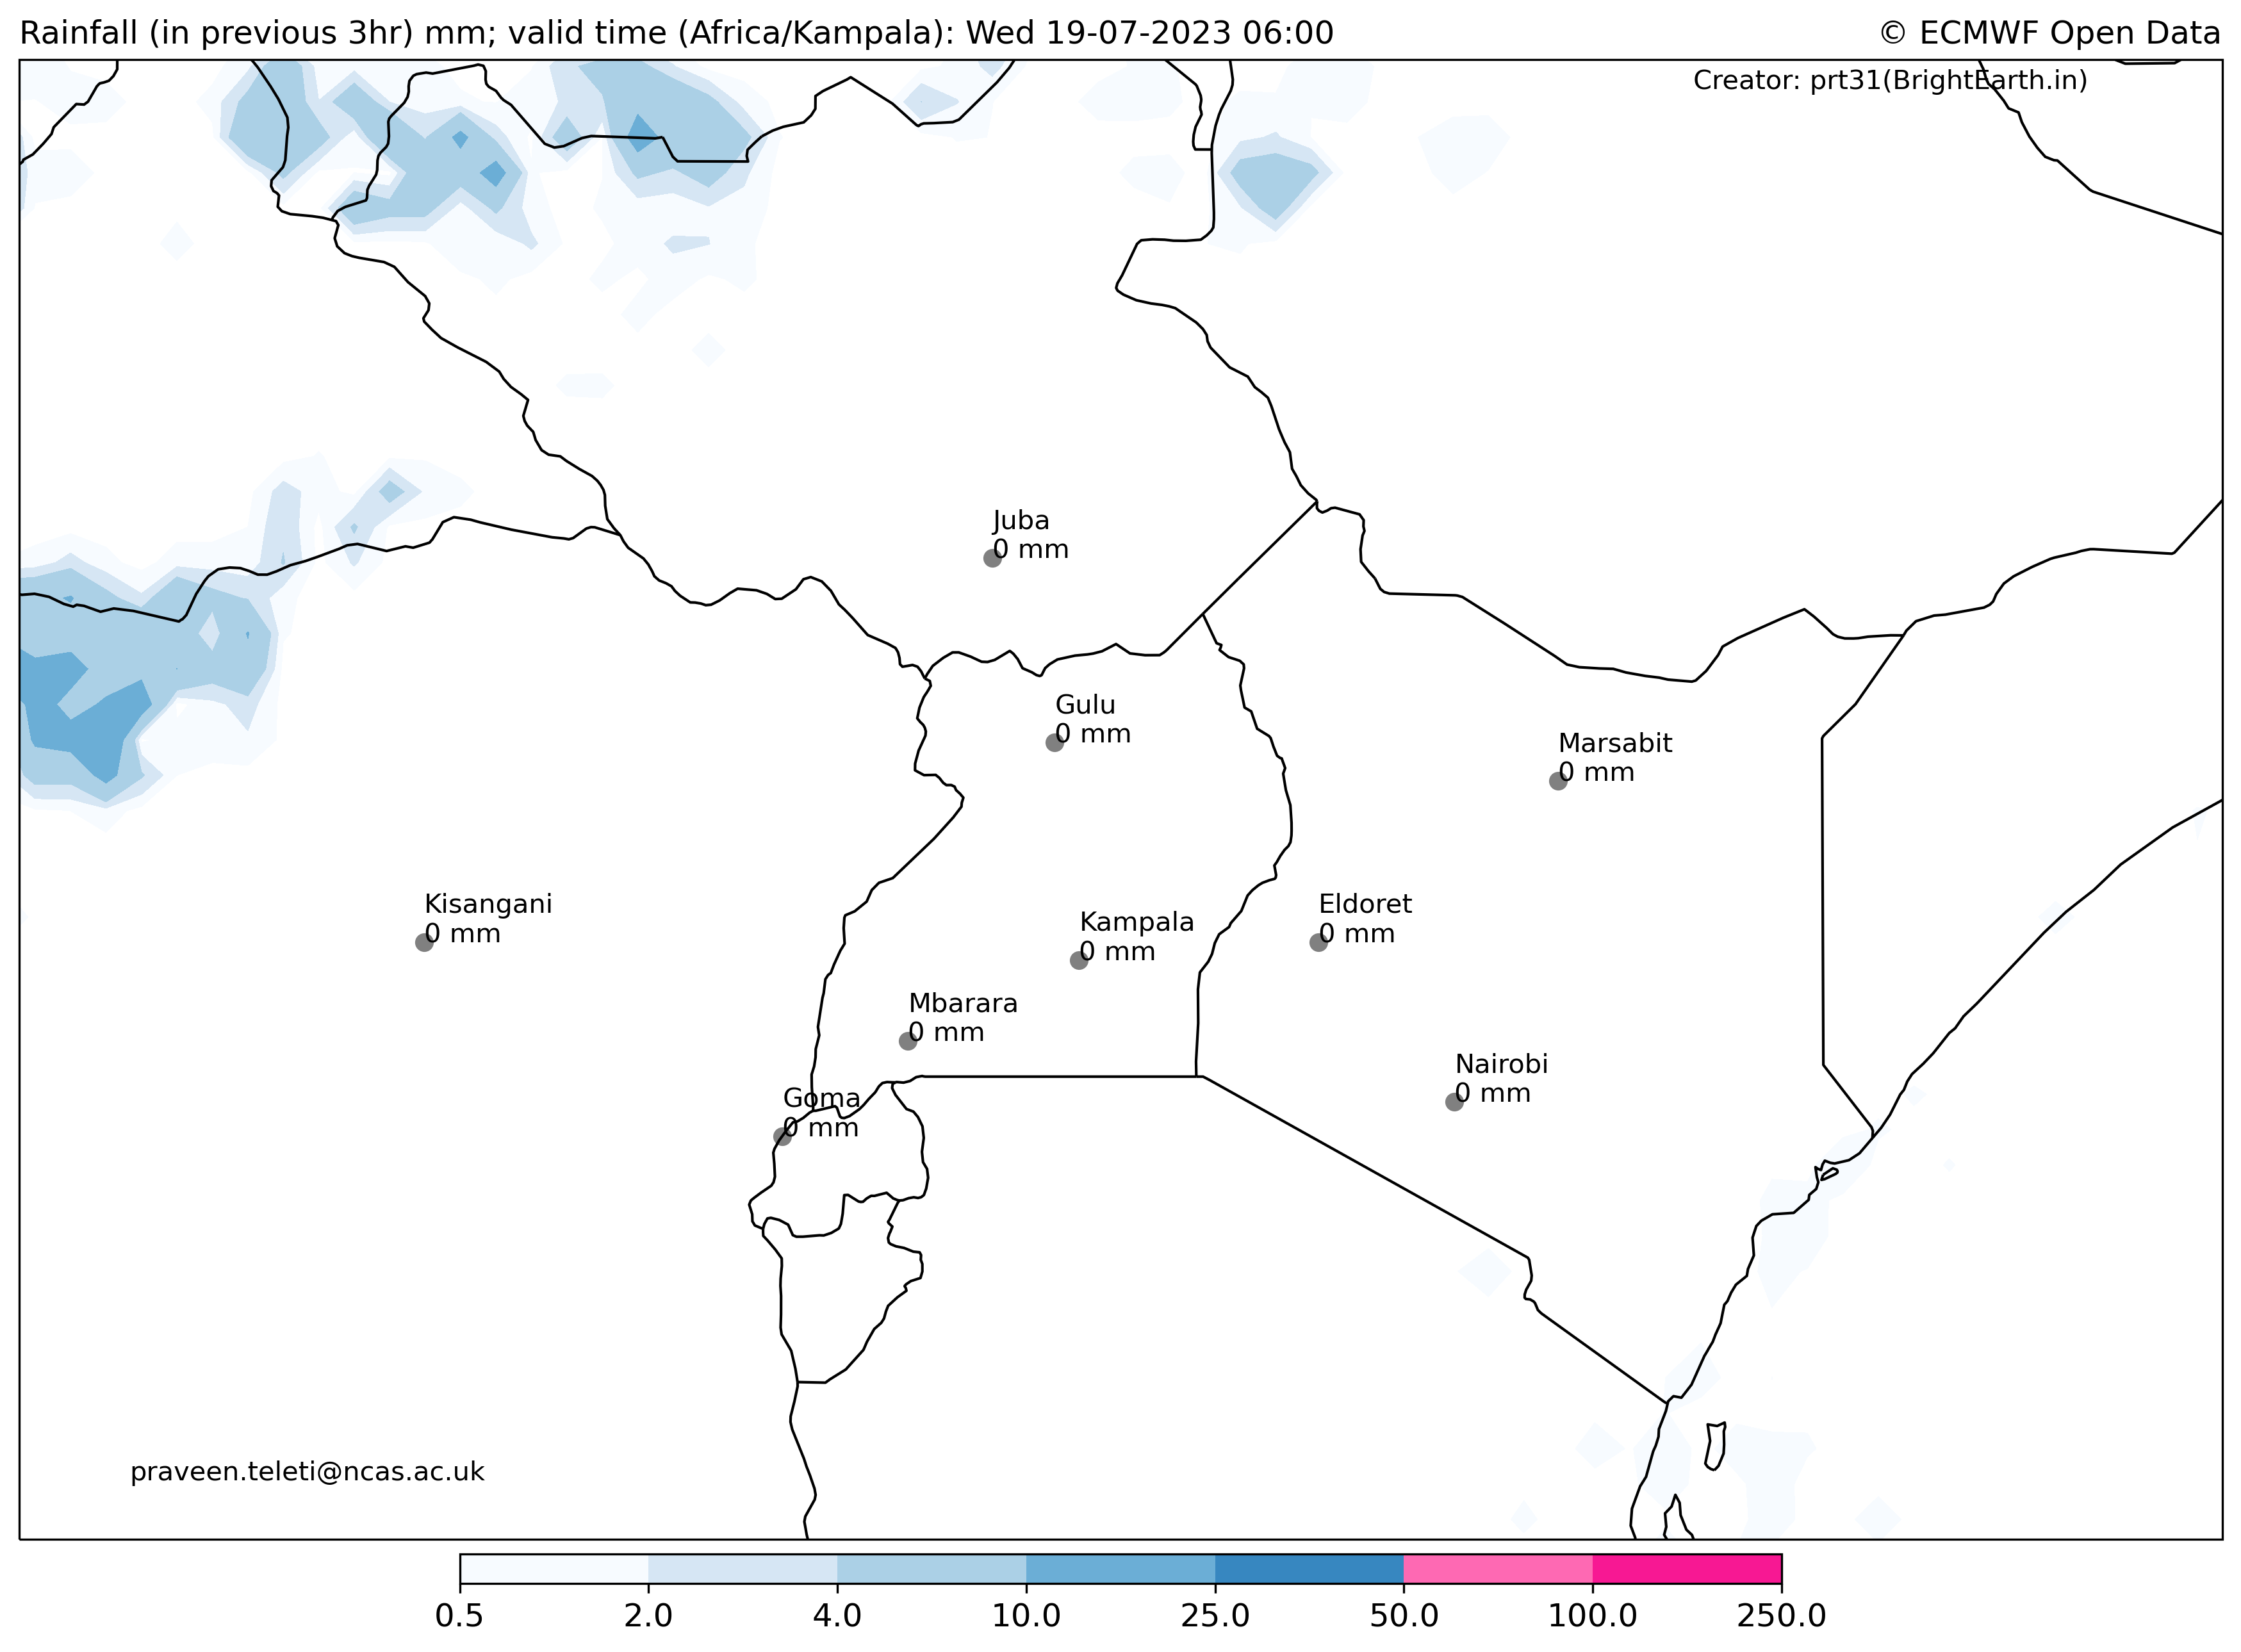 Rainfall (in previous 3hr) mm; valid time (Africa/Kampala): Wed 19-07-2023 06:00
© ECMWF Open Data
Creator: prt31(BrightEarth.in)
Juba
0 mm
Gulu
0 mm
Marsabit
0 mm
Kisangani
0 mm
Kampala
0 mm
Eldoret
0 mm
Mbarara
0 mm
Nairobi
0 mm
Goma
0 mm
praveen.teleti@ncas.ac.uk
0.5 2.0 4.0 10.0 25.0 50.0 100.0 250.0